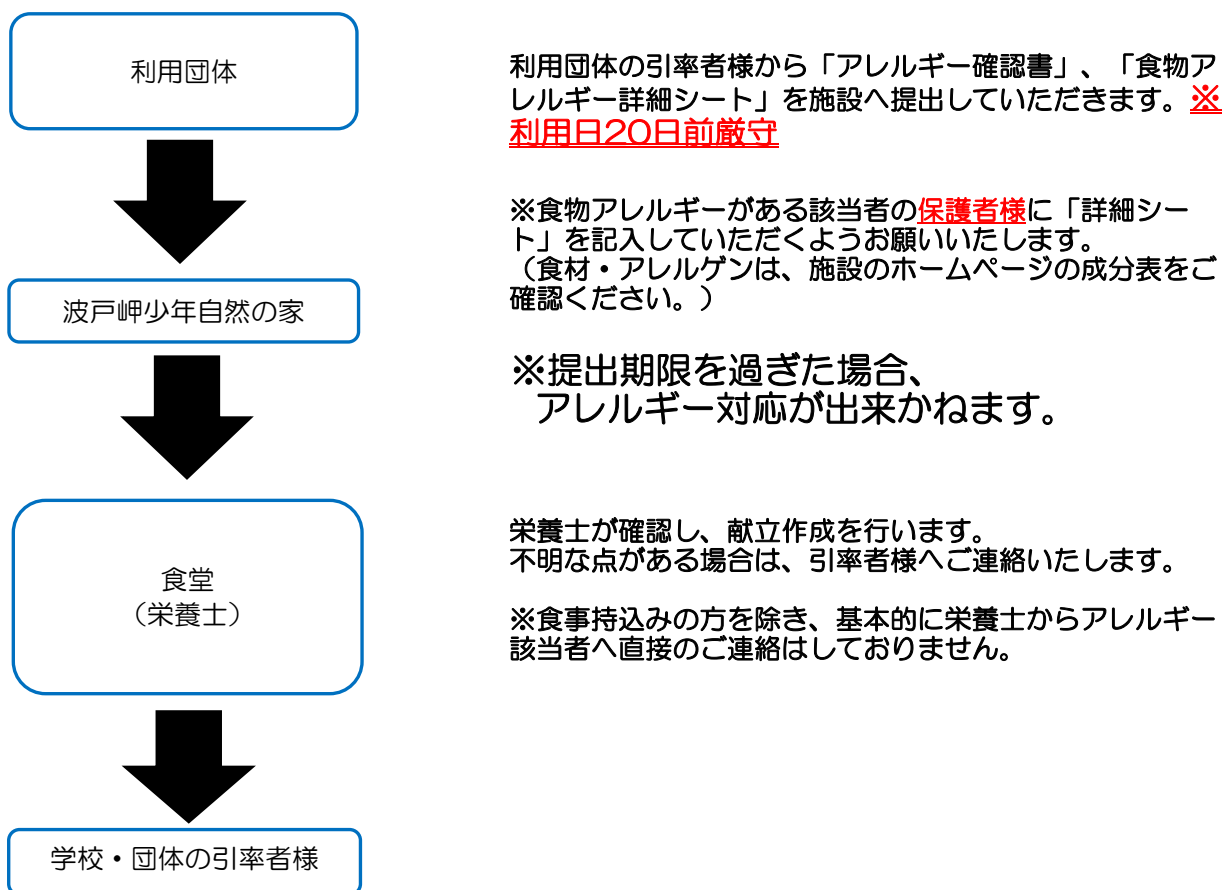 利用団体
利用団体の引率者様から「アレルギー確認書」、「食物ア
レルギー詳細シート」を施設へ提出していただきます。※
利用日20日前厳守
※食物アレルギーがある該当者の保護者様に「詳細シー
ト」を記入していただくようお願いいたします。
（食材・アレルゲンは、施設のホームページの成分表をご
確認ください。）
波戸岬少年自然の家
※提出期限を過ぎた場合、
アレルギー対応が出来かねます。
食堂
（栄養士）
栄養士が確認し、献立作成を行います。
不明な点がある場合は、引率者様へご連絡いたします。
※食事持込みの方を除き、基本的に栄養士からアレルギー
該当者へ直接のご連絡はしておりません。
学校・団体の引率者様